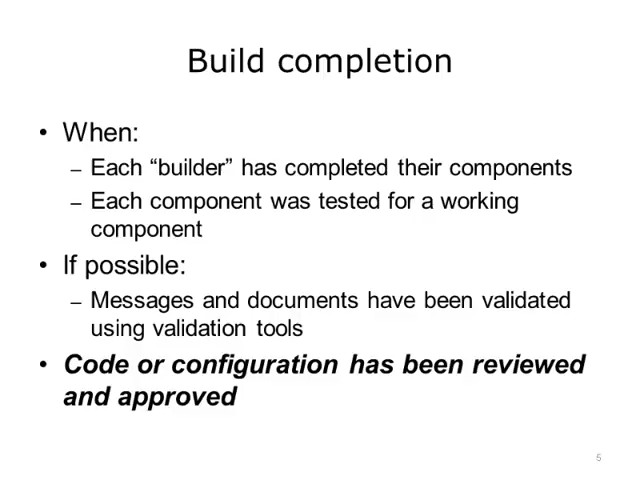 Build completion
• When:
– Each “builder” has completed their components
– Each component was tested for a working
component
• If possible:
– Messages and documents have been validated
using validation tools
• Code or configuration has been reviewed
and approved
5